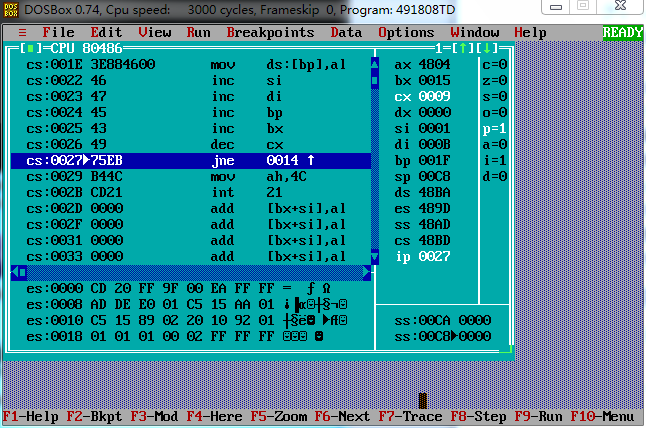 DOSBox 0.74, Cpu speed: 3000 cycles, Frameskip 0, Program: 491808TD
≡ File Edit View Run Breakpoints Data Options Window Help READY
[■]=CPU 80486 1=[↑][↓]
cs:001E 3E884600 mov ds:[bp],al ax 4804 c=0
cs:0022 46 inc si bx 0015 z=0
cs:0023 47 inc di cx 0009 s=0
cs:0024 45 inc bp dx 0000 o=0
cs:0025 43 inc bx si 0001 p=1
cs:0026 49 dec cx di 000B a=0
cs:0027▶75EB jne 0014 ↑ bp 001F i=1
cs:0029 B44C mov ah,4C sp 00C8 d=0
cs:002B CD21 int 21 ds 48BA
cs:002D 0000 add [bx+si],al es 489D
cs:002F 0000 add [bx+si],al ss 48AD
cs:0031 0000 add [bx+si],al cs 48BD
cs:0033 0000 add [bx+si],al ip 0027
es:0000 CD 20 FF 9F 00 EA FF FF = ƒ Ω
es:0008 AD DE E0 01 C5 15 AA 01
es:0010 C5 15 89 02 20 10 92 01 ss:00CA 0000
es:0018 01 01 01 00 02 FF FF FF ss:00C8▶0000
F1-Help F2-Bkpt F3-Mod F4-Here F5-Zoom F6-Next F7-Trace F8-Step F9-Run F10-Menu